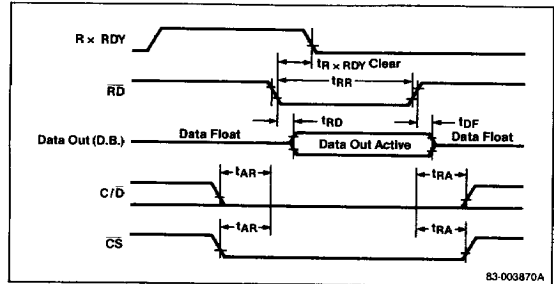 R × RDY
tR × RDY Clear
tRR
RD
tRD
tDF
Data Out (D.B.)
Data Float
Data Out Active
Data Float
tAR
tRA
C/D
tAR
tRA
CS
83-003870A